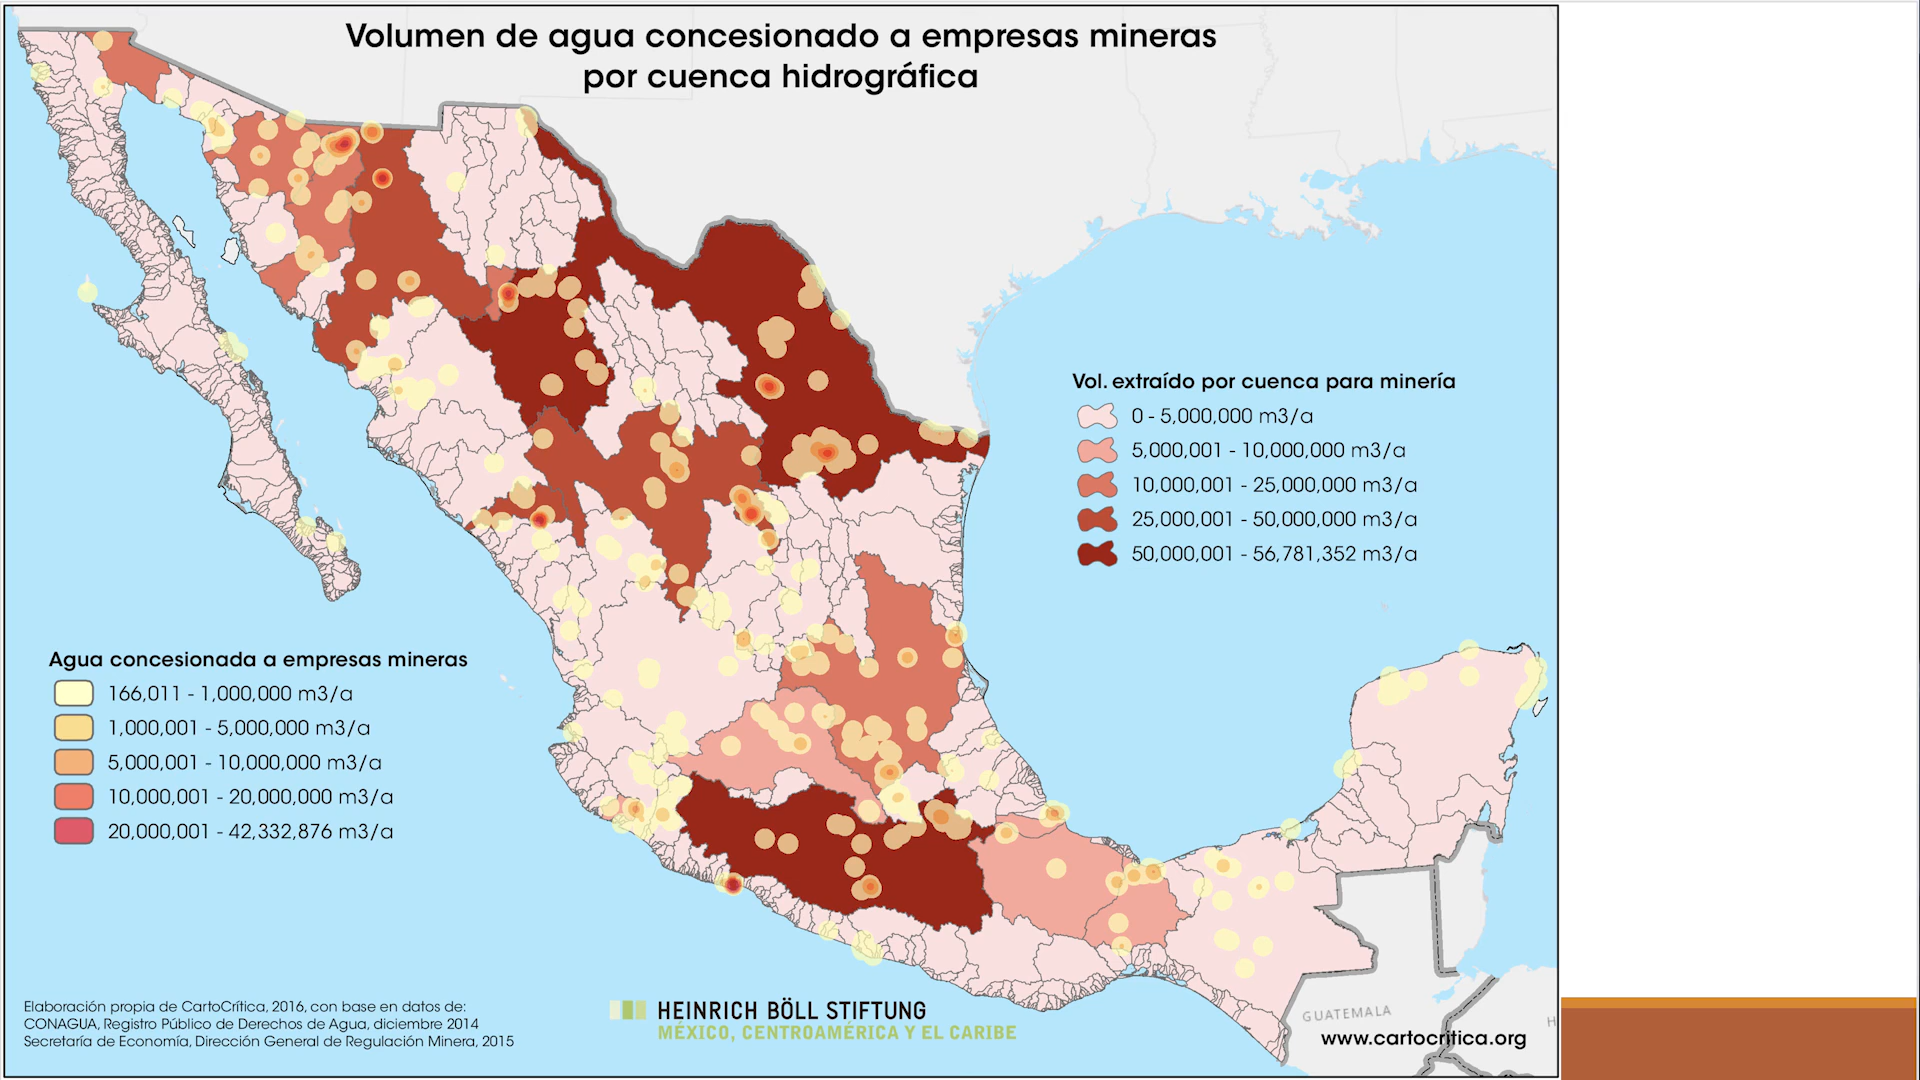 Volumen de agua concesionado a empresas mineras
por cuenca hidrográfica
Vol. extraído por cuenca para minería
0 - 5,000,000 m3/a
5,000,001 - 10,000,000 m3/a
10,000,001 - 25,000,000 m3/a
25,000,001 - 50,000,000 m3/a
50,000,001 - 56,781,352 m3/a
Agua concesionada a empresas mineras
166,011 - 1,000,000 m3/a
1,000,001 - 5,000,000 m3/a
5,000,001 - 10,000,000 m3/a
10,000,001 - 20,000,000 m3/a
20,000,001 - 42,332,876 m3/a
Elaboración propia de CartoCrítica, 2016, con base en datos de:
CONAGUA, Registro Público de Derechos de Agua, diciembre 2014
Secretaría de Economía, Dirección General de Regulación Minera, 2015
HEINRICH BÖLL STIFTUNG
MÉXICO, CENTROAMÉRICA Y EL CARIBE
GUATEMALA
H
www.cartocritica.org